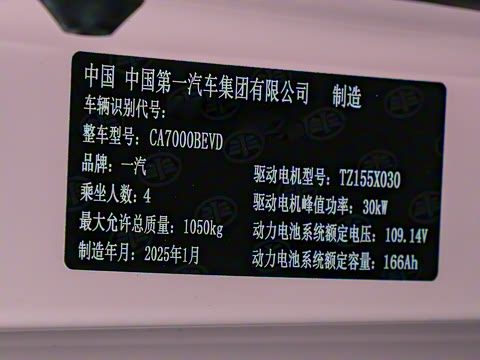 中国 中国第一汽车集团有限公司 制造
车辆识别代号:
整车型号: CA7000BEVD
品牌: 一汽
驱动电机型号: TZ155X030
乘坐人数: 4
驱动电机峰值功率: 30kW
最大允许总质量: 1050kg
动力电池系统额定电压: 109.14V
制造年月: 2025年1月
动力电池系统额定容量: 166Ah